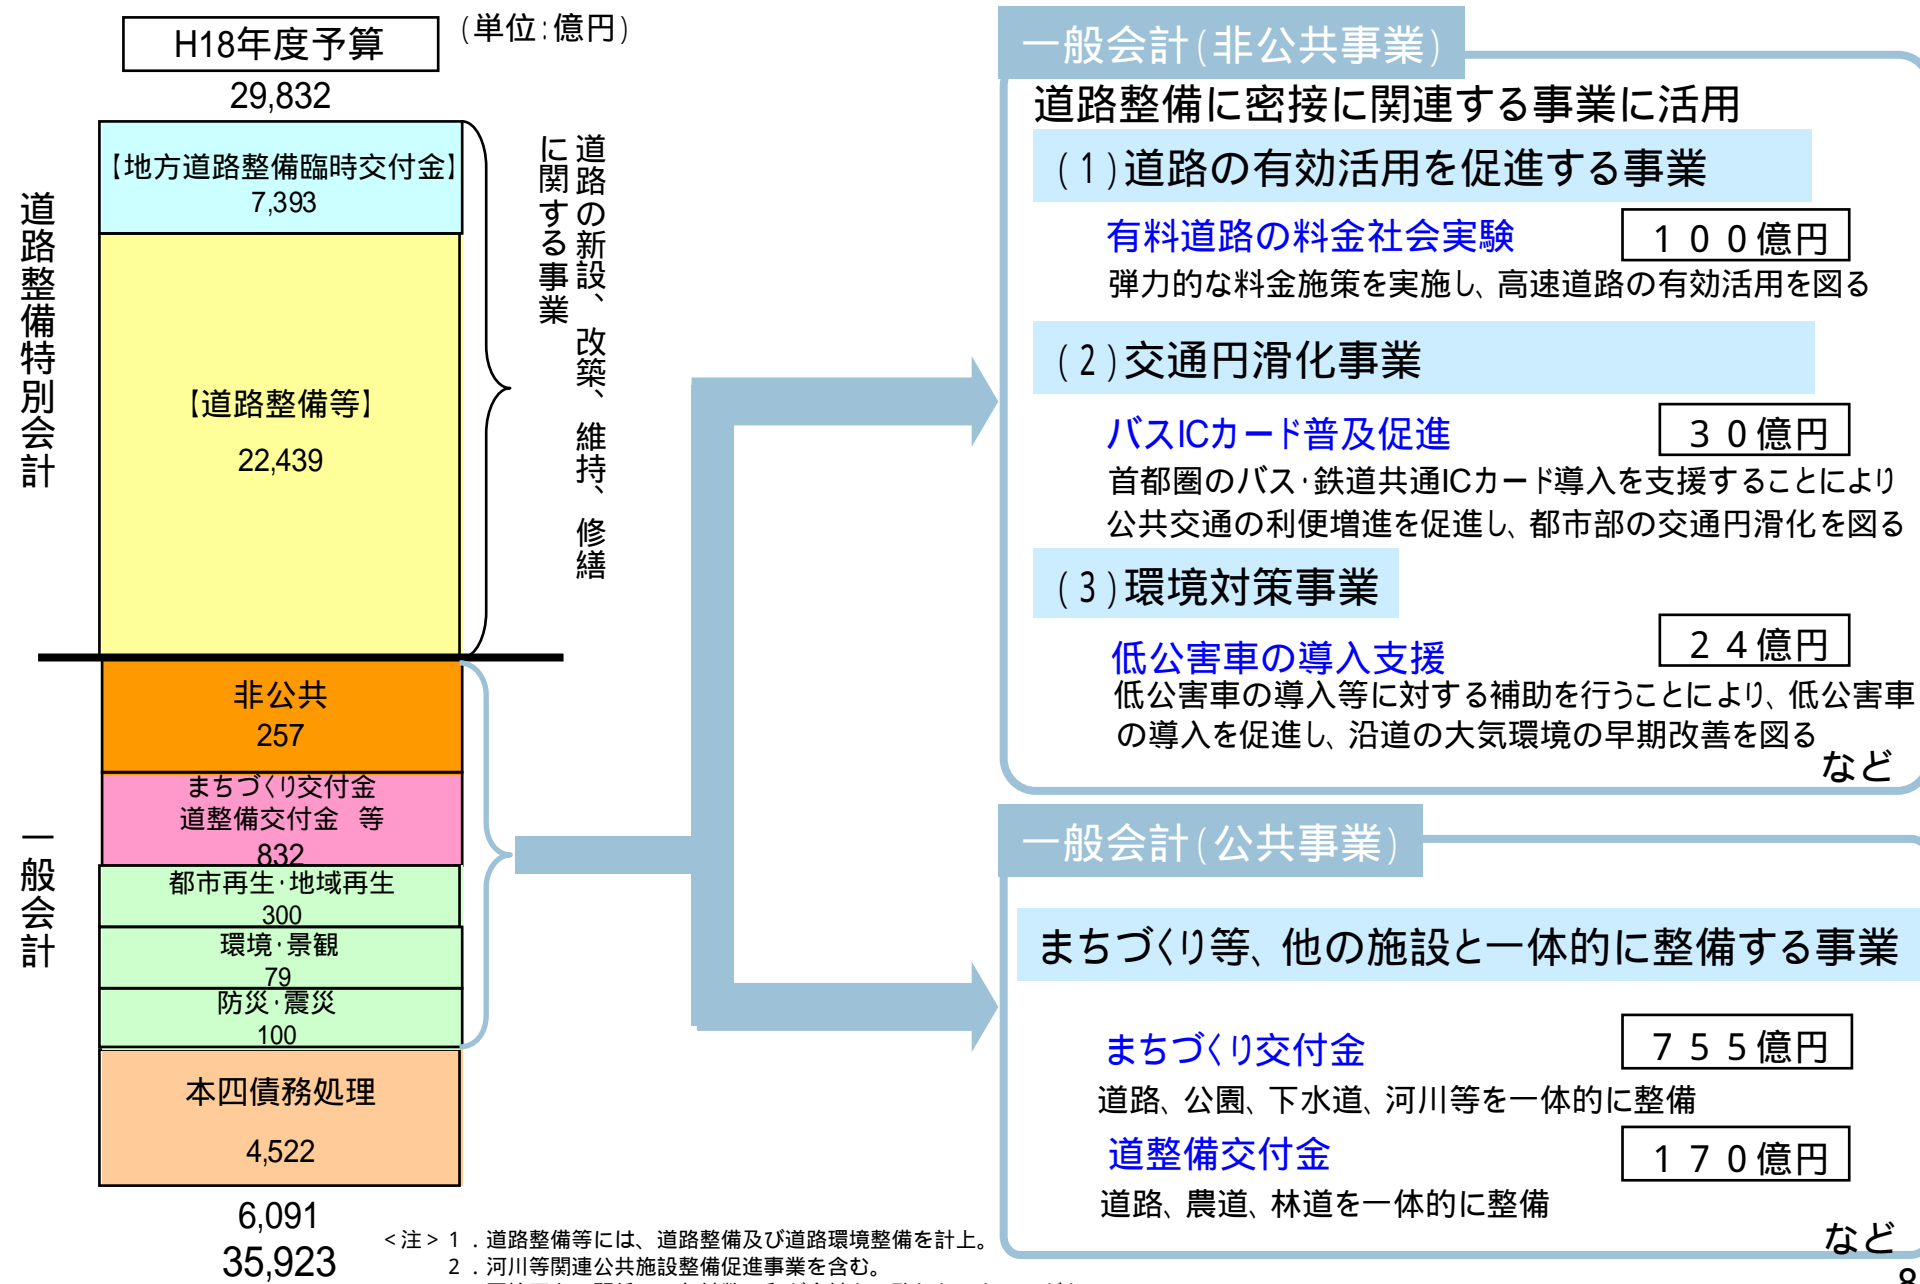 H18年度予算
(単位:億円)
29,832
【地方道路整備臨時交付金】
7,393
【道路整備等】
22,439
道路の新設、改築、維持、修繕
に関する事業
道路整備特別会計
非公共
257
まちづくり交付金
道整備交付金 等
832
都市再生・地域再生
300
環境・景観
79
防災・震災
100
本四債務処理
4,522
一般会計
6,091
35,923
<注>1.道路整備等には、道路整備及び道路環境整備を計上。
2.河川等関連公共施設整備促進事業を含む。
一般会計(非公共事業)
道路整備に密接に関連する事業に活用
(1)道路の有効活用を促進する事業
有料道路の料金社会実験
100億円
弾力的な料金施策を実施し、高速道路の有効活用を図る
(2)交通円滑化事業
バスICカード普及促進
30億円
首都圏のバス・鉄道共通ICカード導入を支援することにより
公共交通の利便増進を促進し、都市部の交通円滑化を図る
(3)環境対策事業
低公害車の導入支援
24億円
低公害車の導入等に対する補助を行うことにより、低公害車
の導入を促進し、沿道の大気環境の早期改善を図る
など
一般会計(公共事業)
まちづくり等、他の施設と一体的に整備する事業
まちづくり交付金
755億円
道路、公園、下水道、河川等を一体的に整備
道整備交付金
170億円
道路、農道、林道を一体的に整備
など